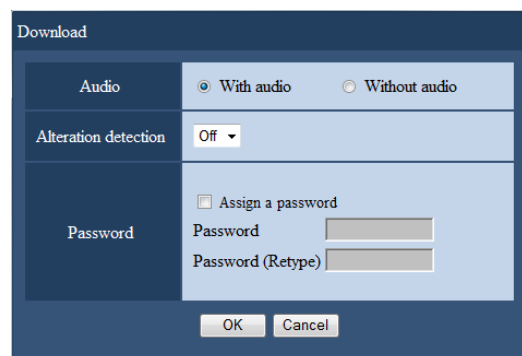 Download
Audio With audio Without audio
Alteration detection Off
Assign a password
Password Password
Password (Retype)
OK Cancel